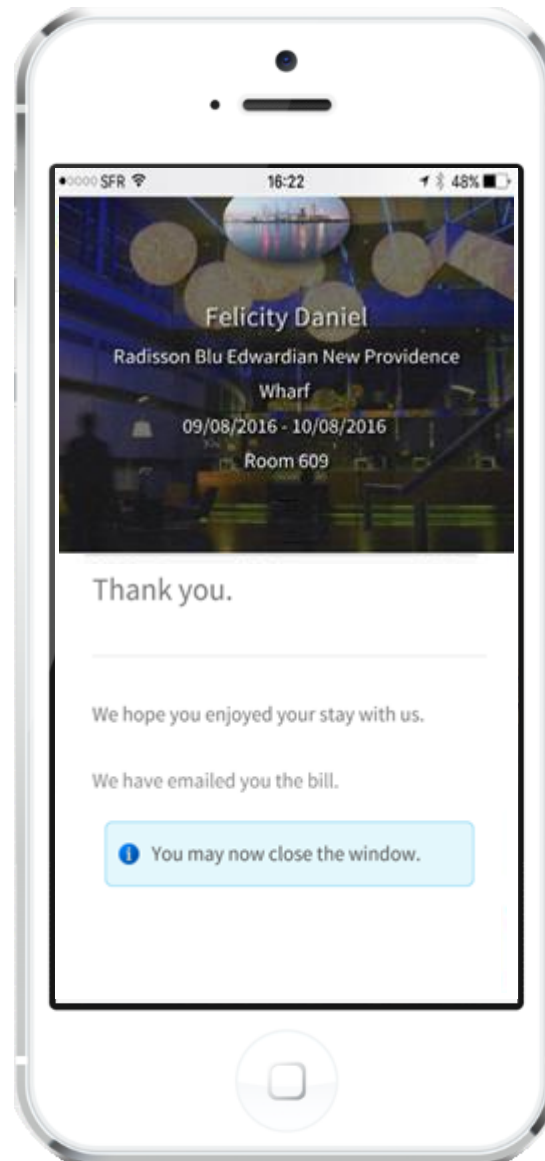 SFR 16:22 48%
Felicity Daniel
Radisson Blu Edwardian New Providence
Wharf
09/08/2016 - 10/08/2016
Room 609
Thank you.
We hope you enjoyed your stay with us.
We have emailed you the bill.
You may now close the window.